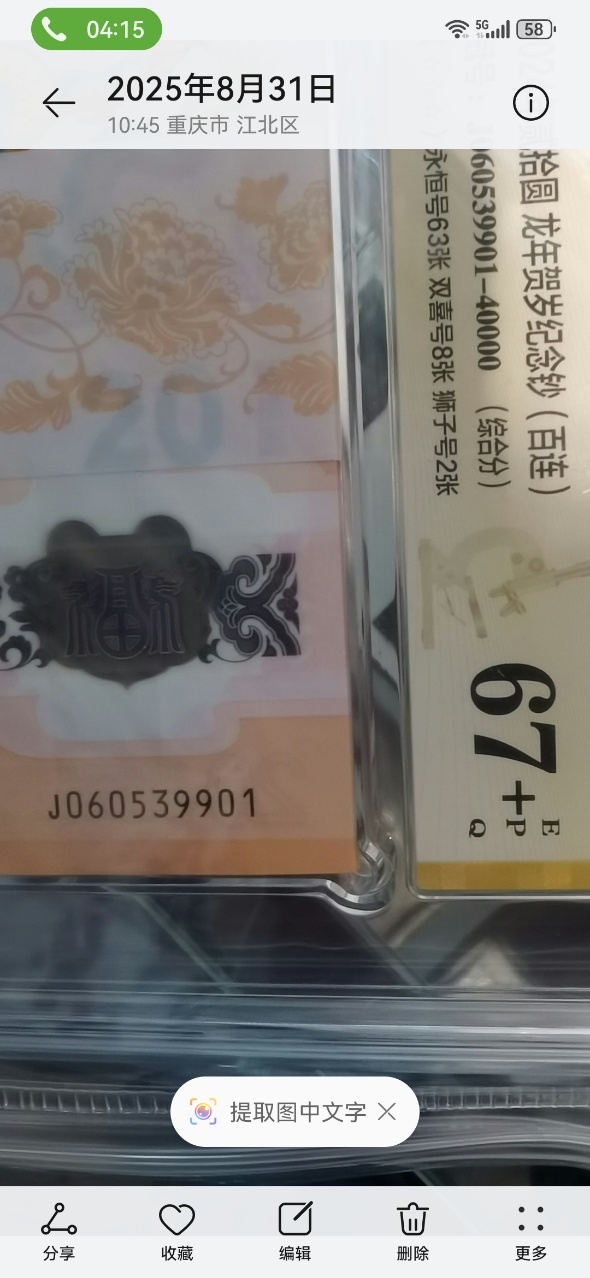 04:15
5G
58
2025年8月31日
10:45 重庆市 江北区
贰拾圆 龙年贺岁纪念钞（百连）
J060539901-40000 （综合分）
永恒号63张 双喜号8张 狮子号2张
67+
E
P
Q
20
福
J060539901
提取图中文字
分享
收藏
编辑
删除
更多